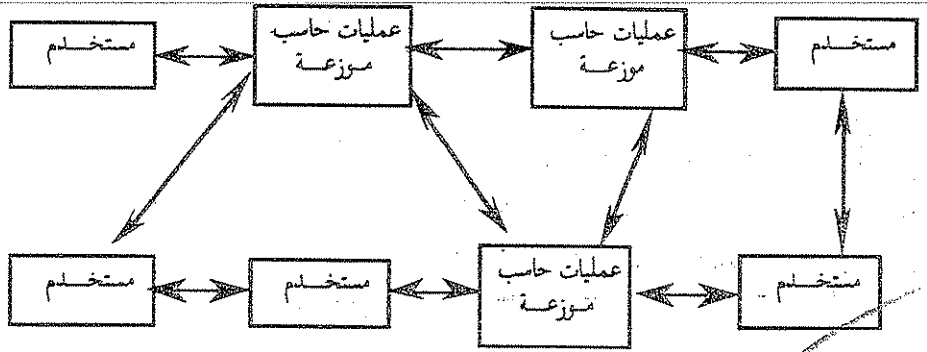 مستخدم
عمليات حاسب
موزعة
عمليات حاسب
موزعة
مستخدم
مستخدم
عمليات حاسب
موزعة
مستخدم
مستخدم